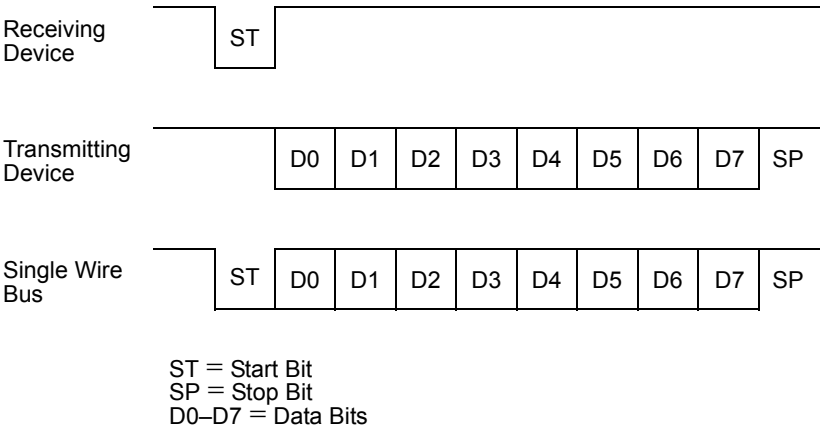 Receiving
Device
ST
Transmitting
Device
D0 D1 D2 D3 D4 D5 D6 D7 SP
Single Wire
Bus
ST D0 D1 D2 D3 D4 D5 D6 D7 SP
ST = Start Bit
SP = Stop Bit
D0–D7 = Data Bits